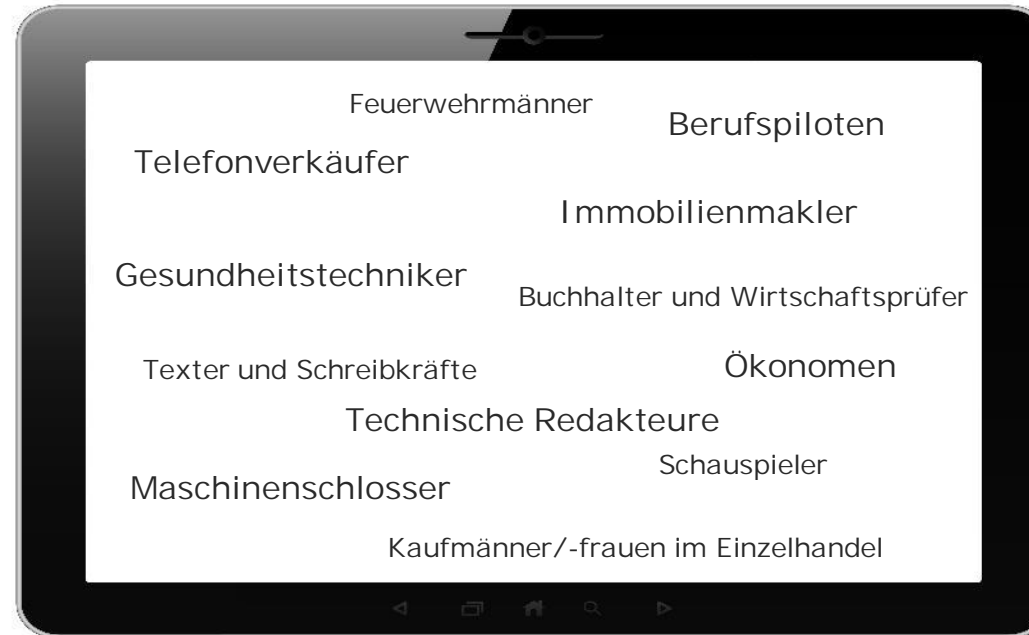 Feuerwehrmänner
Berufspiloten
Telefonverkäufer
Immobilienmakler
Gesundheitstechniker
Buchhalter und Wirtschaftsprüfer
Texter und Schreibkräfte
Ökonomen
Technische Redakteure
Schauspieler
Maschinenschlosser
Kaufmänner/-frauen im Einzelhandel